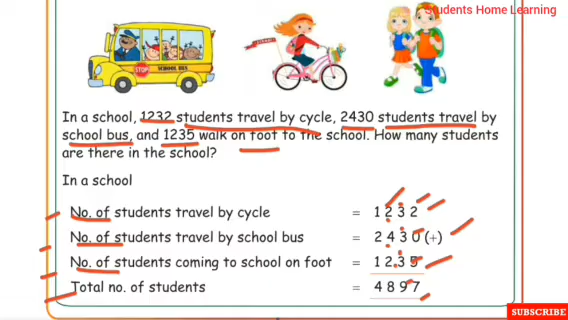 Students Home Learning
SCHOOL BUS
STOP
In a school, 1232 students travel by cycle, 2430 students travel by
school bus, and 1235 walk on foot to the school. How many students
are there in the school?
In a school
No. of students travel by cycle = 1 2 3 2
No. of students travel by school bus = 2 4 3 0 (+)
No. of students coming to school on foot = 1 2 3 5
Total no. of students = 4 8 9 7
SUBSCRIBE